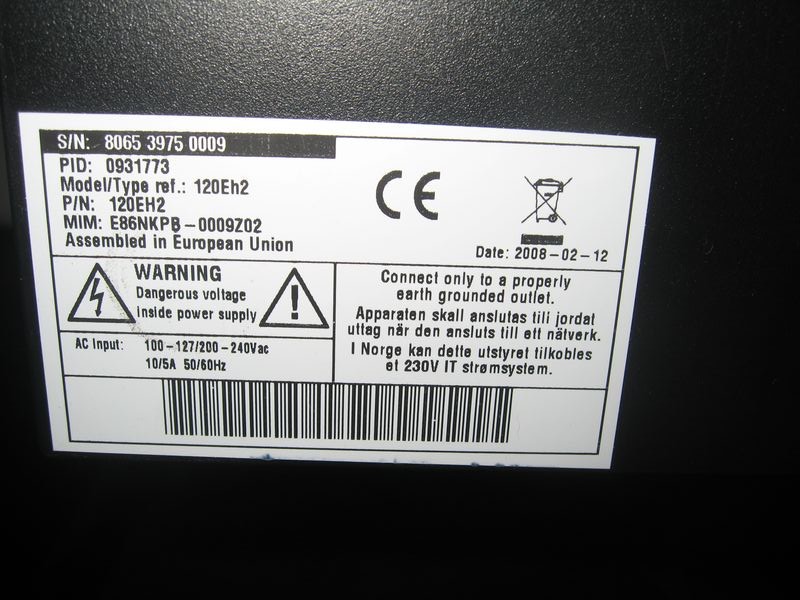 S/N: 8065 3975 0009
PID: 0931773
Model/Type ref.: 120Eh2
P/N: 120EH2
MIM: E86NKPB-0009Z02
Assembled in European Union
CE
Date: 2008-02-12
WARNING
Dangerous voltage
inside power supply
AC Input: 100-127/200-240Vac
10/5A 50/60Hz
Connect only to a properly
earth grounded outlet.
Apparaten skall anslutas till jordat
uttag när den ansluts till ett nätverk.
I Norge kan dette utstyret tilkobles
et 230V IT strømsystem.